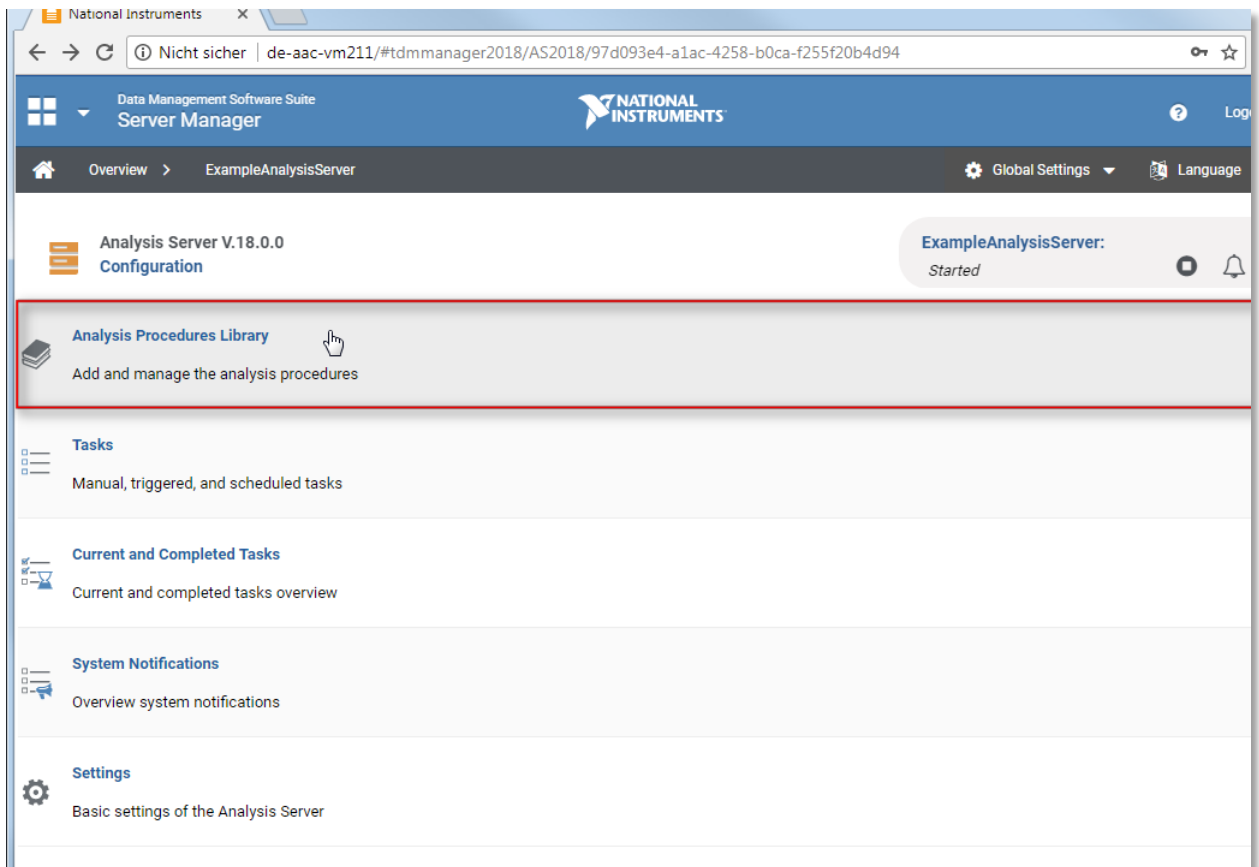 National Instruments
Nicht sicher | de-aac-vm211/#tdmmanager2018/AS2018/97d093e4-a1ac-4258-b0ca-f255f20b4d94
Data Management Software Suite
Server Manager
NATIONAL
INSTRUMENTS
Overview > ExampleAnalysisServer
Global Settings
Language
Analysis Server V.18.0.0
Configuration
ExampleAnalysisServer:
Started
Analysis Procedures Library
Add and manage the analysis procedures
Tasks
Manual, triggered, and scheduled tasks
Current and Completed Tasks
Current and completed tasks overview
System Notifications
Overview system notifications
Settings
Basic settings of the Analysis Server